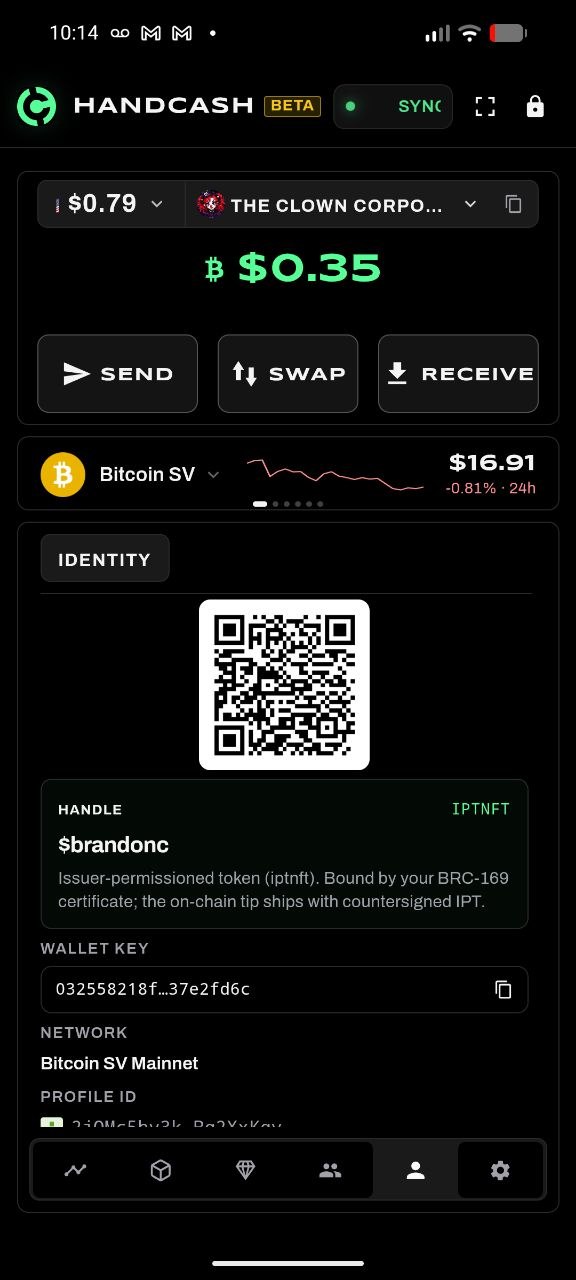 10:14
HANDCASH BETA SYNC
$0.79 THE CLOWN CORPO...
$0.35
SEND SWAP RECEIVE
Bitcoin SV $16.91
-0.81% · 24h
IDENTITY
HANDLE IPTNFT
$brandonc
Issuer-permissioned token (iptnft). Bound by your BRC-169
certificate; the on-chain tip ships with countersigned IPT.
WALLET KEY
032558218f…37e2fd6c
NETWORK
Bitcoin SV Mainnet
PROFILE ID